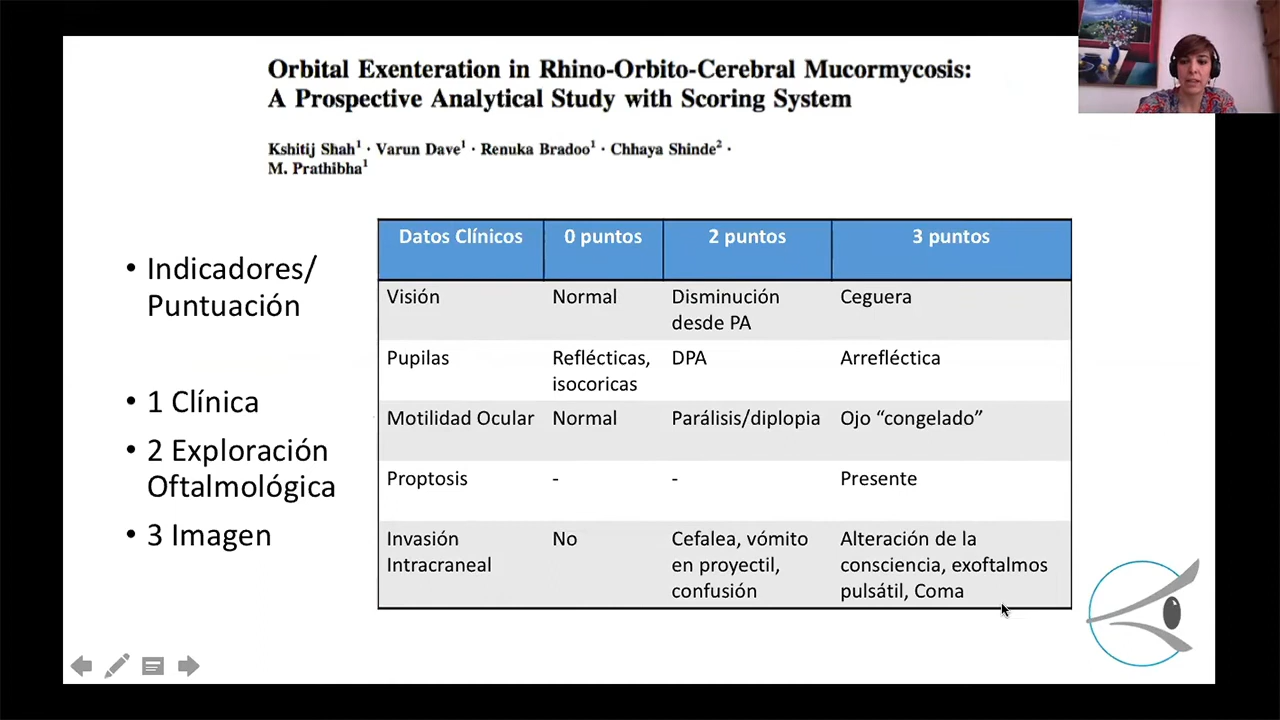 Orbital Exenteration in Rhino-Orbito-Cerebral Mucormycosis:
A Prospective Analytical Study with Scoring System
Kshitij Shah¹ · Varun Dave¹ · Renuka Bradoo¹ · Chhaya Shinde² ·
M. Prathibha¹
• Indicadores/
Puntuación
• 1 Clínica
• 2 Exploración
Oftalmológica
• 3 Imagen
Datos Clínicos 0 puntos 2 puntos 3 puntos
Visión Normal Disminución Ceguera
desde PA
Pupilas Reflécticas, DPA Arrefléctica
isocoricas
Motilidad Ocular Normal Parálisis/diplopia Ojo “congelado”
Proptosis - - Presente
Invasión No Cefalea, vómito Alteración de la
Intracraneal en proyectil, consciencia, exoftalmos
confusión pulsátil, Coma